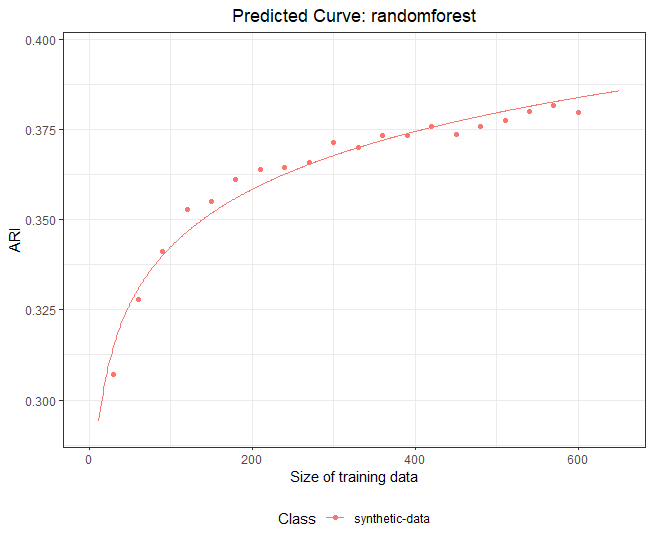 Predicted Curve: randomforest
0.400
0.375
0.350
0.325
0.300
ARI
0 200 400 600
Size of training data
Class synthetic-data